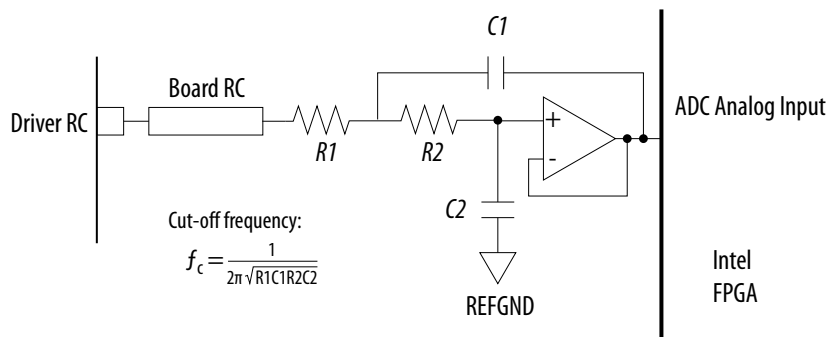 C1
Board RC
ADC Analog Input
Driver RC
+
R1
R2
-
C2
Cut-off frequency:
f_c = 1 / 2π√R1C1R2C2
REFGND
Intel
FPGA